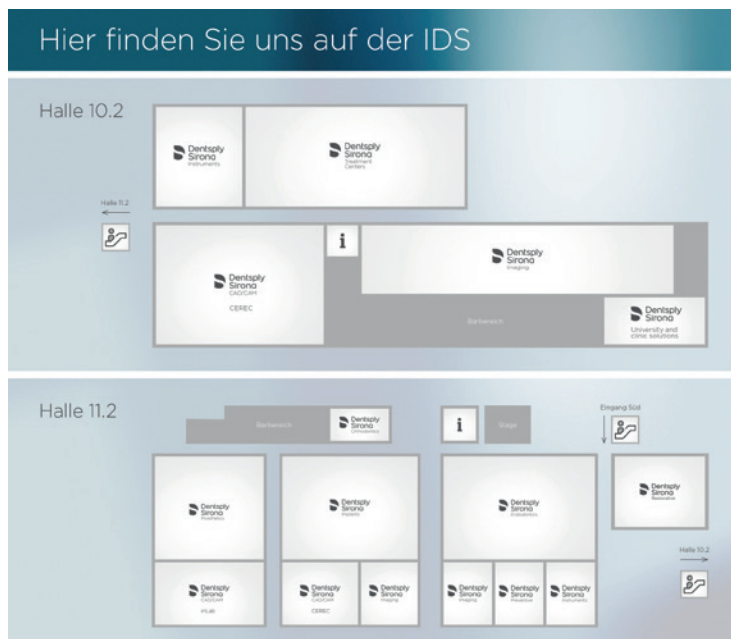 Hier finden Sie uns auf der IDS
Halle 10.2
Dentsply
Sirona
Instruments
Dentsply
Sirona
Treatment
Centers
Halle 11.2
Dentsply
Sirona
CAD/CAM
CEREC
i
Dentsply
Sirona
Imaging
Barbereich
Dentsply
Sirona
University and
clinic solutions
Halle 11.2
Barbereich
Dentsply
Sirona
Orthodontics
i
Stage
Eingang Süd
Dentsply
Sirona
Prosthetics
Dentsply
Sirona
Implants
Dentsply
Sirona
Endodontics
Dentsply
Sirona
Restorative
Halle 10.2
Dentsply
Sirona
CAD/CAM
inLab
Dentsply
Sirona
CAD/CAM
CEREC
Dentsply
Sirona
Imaging
Dentsply
Sirona
Imaging
Dentsply
Sirona
Preventive
Dentsply
Sirona
Instruments